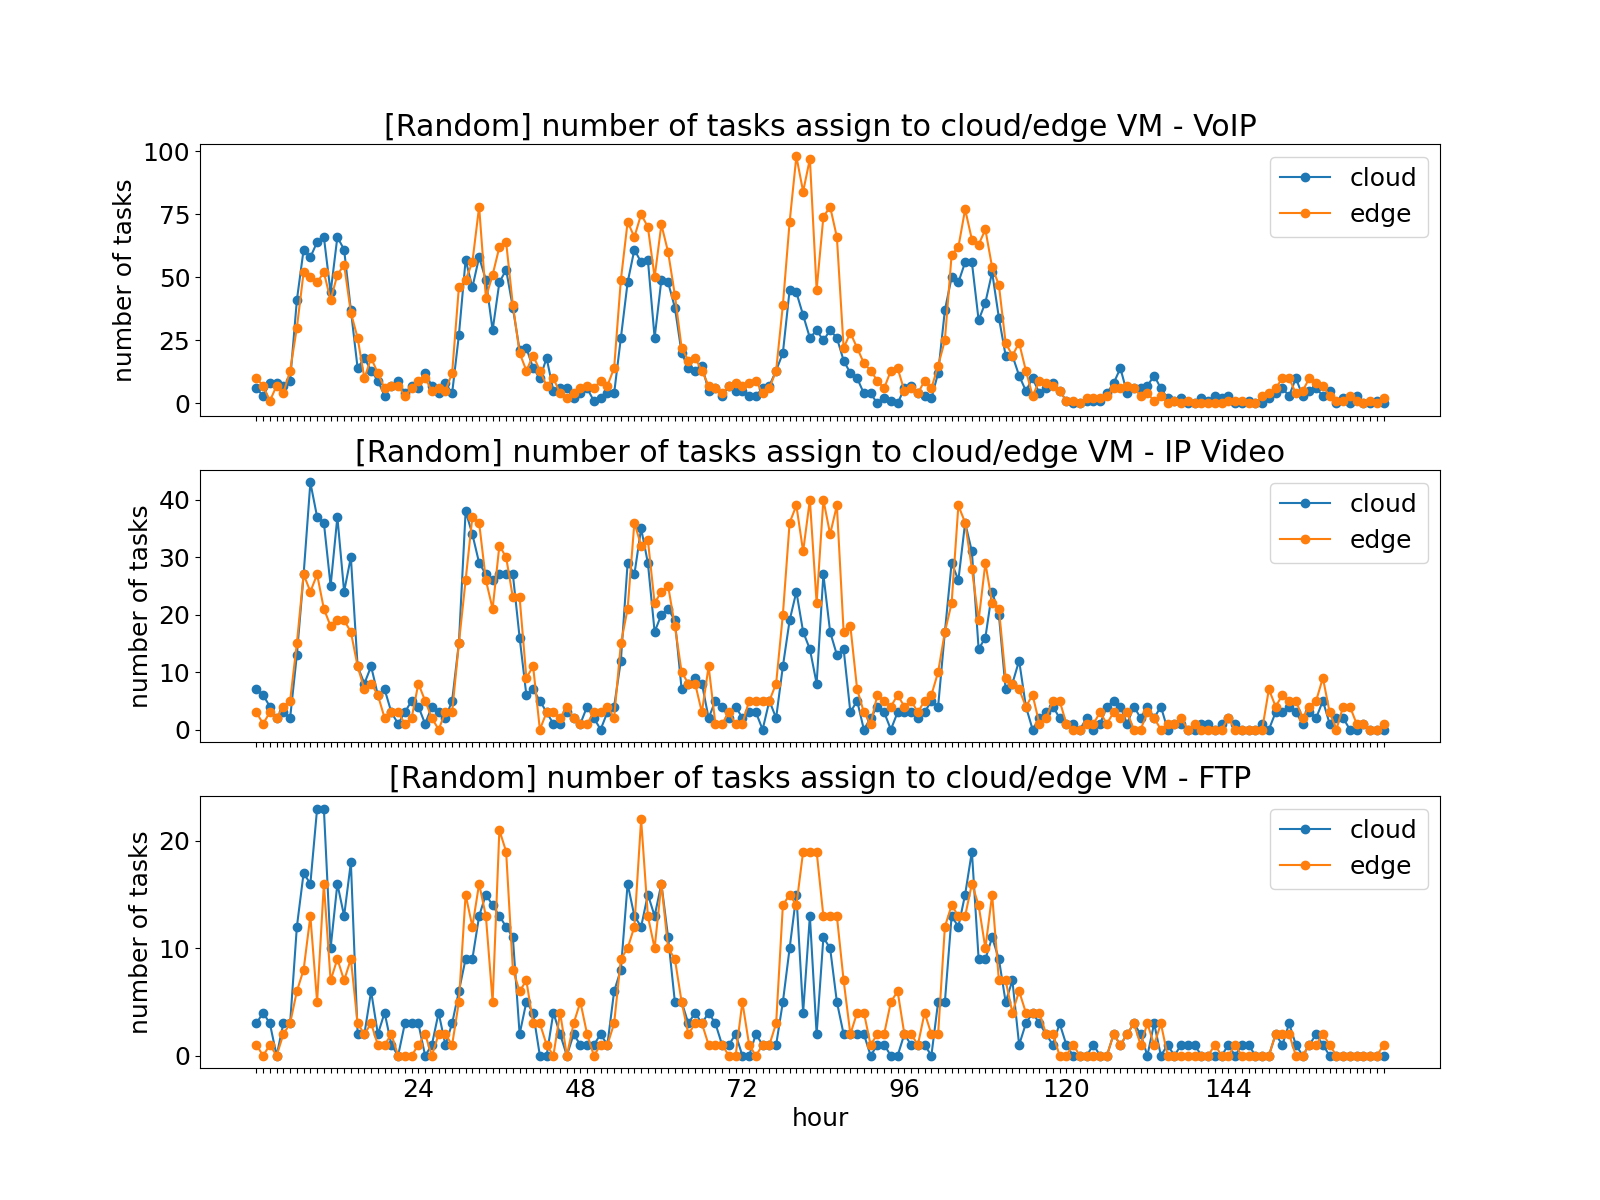 [Random] number of tasks assign to cloud/edge VM - VoIP
number of tasks
100
75
50
25
0
cloud
edge
[Random] number of tasks assign to cloud/edge VM - IP Video
number of tasks
40
30
20
10
0
cloud
edge
[Random] number of tasks assign to cloud/edge VM - FTP
number of tasks
20
10
0
cloud
edge
24 48 72 96 120 144
hour